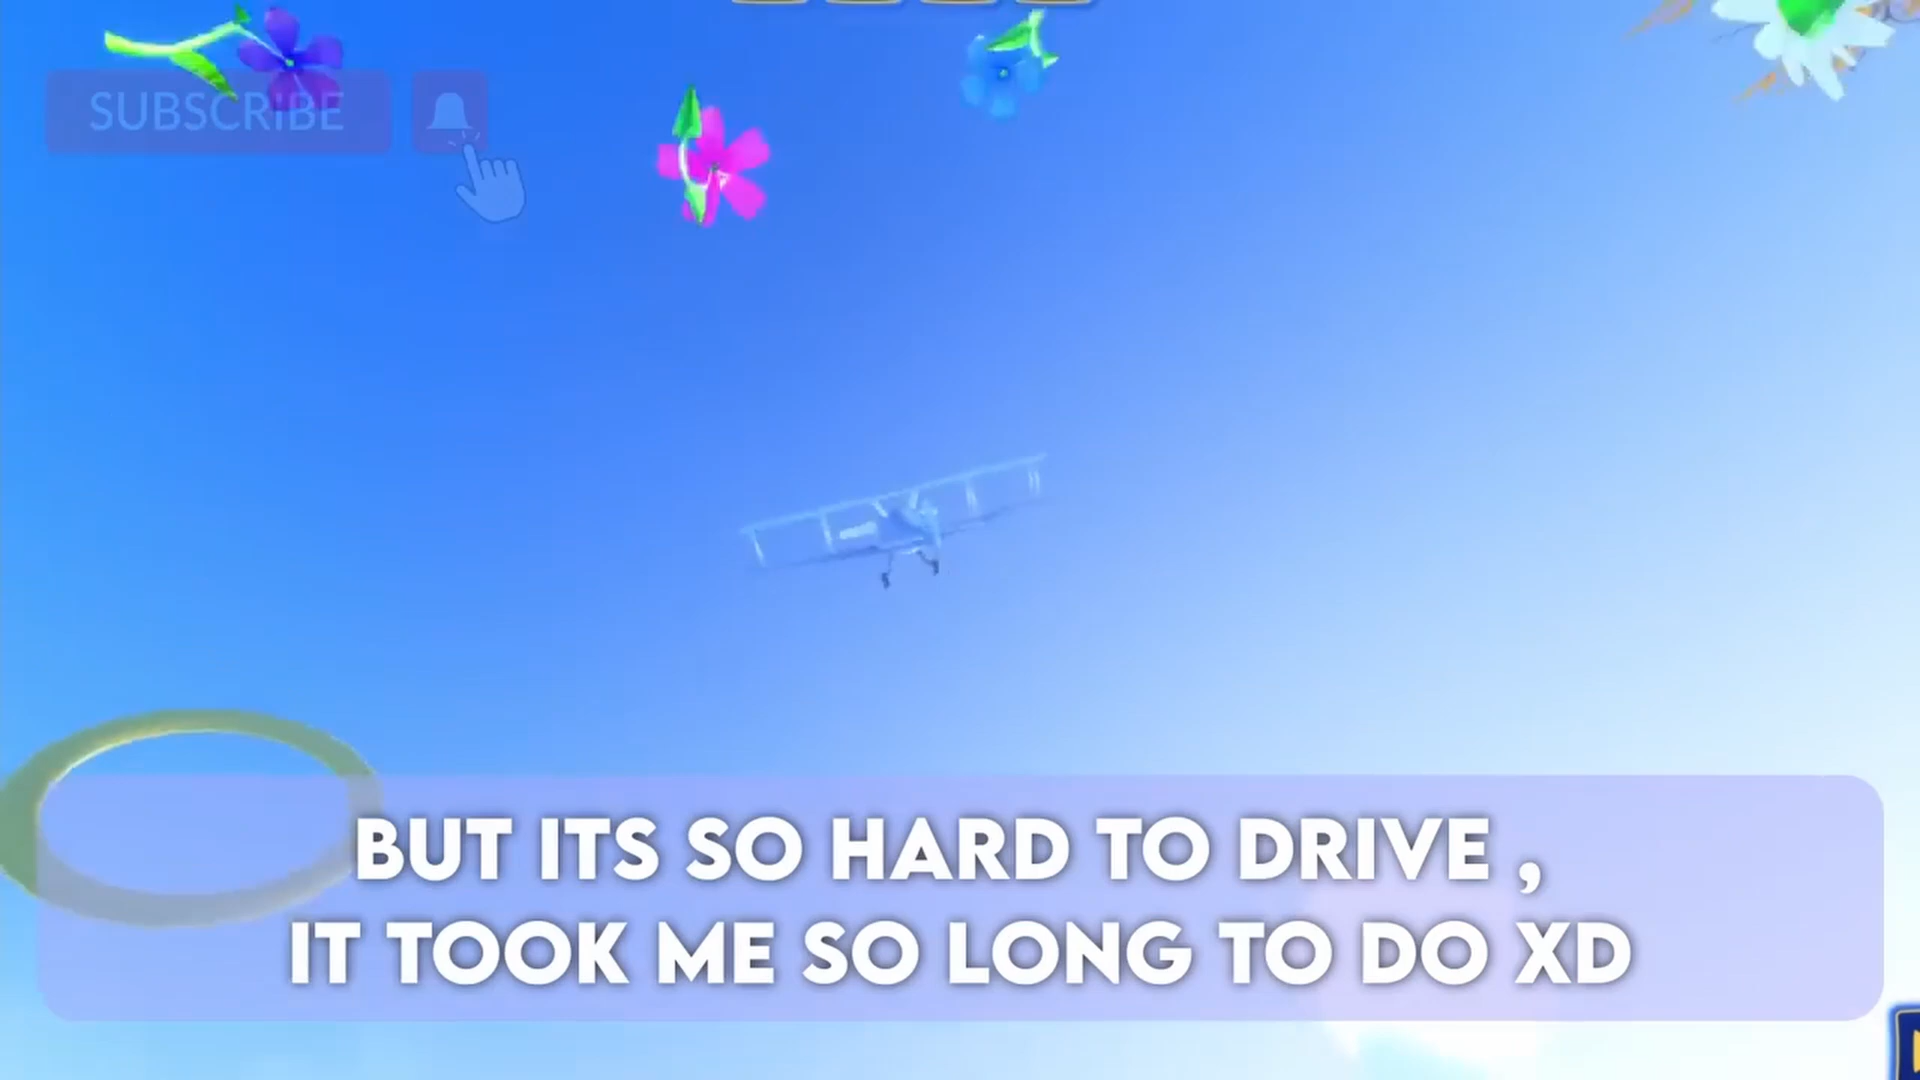 SUBSCRIBE
BUT ITS SO HARD TO DRIVE ,
IT TOOK ME SO LONG TO DO XD